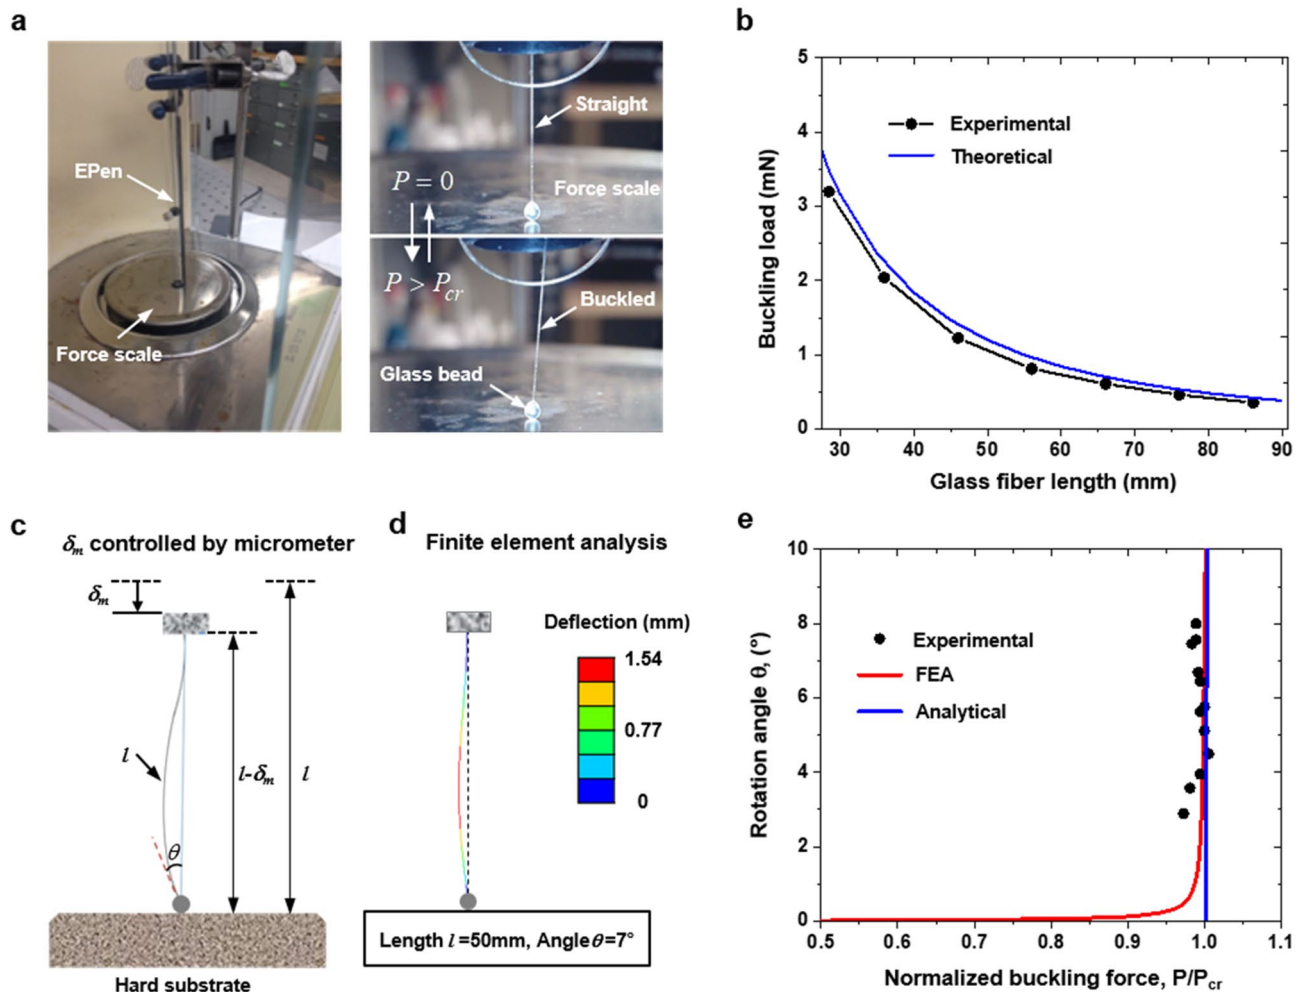 a
EPen
Force scale
Straight
P = 0
Force scale
P > Pcr
Buckled
Glass bead
b
Buckling load (mN)
5
4
3
2
1
0
Experimental
Theoretical
30 40 50 60 70 80 90
Glass fiber length (mm)
c
δm controlled by micrometer
δm
l
l-δm
l
θ
Hard substrate
d
Finite element analysis
Deflection (mm)
1.54
0.77
0
Length l =50mm, Angle θ=7°
e
Rotation angle θ, (°)
10
8
6
4
2
0
Experimental
FEA
Analytical
0.5 0.6 0.7 0.8 0.9 1.0 1.1
Normalized buckling force, P/Pcr